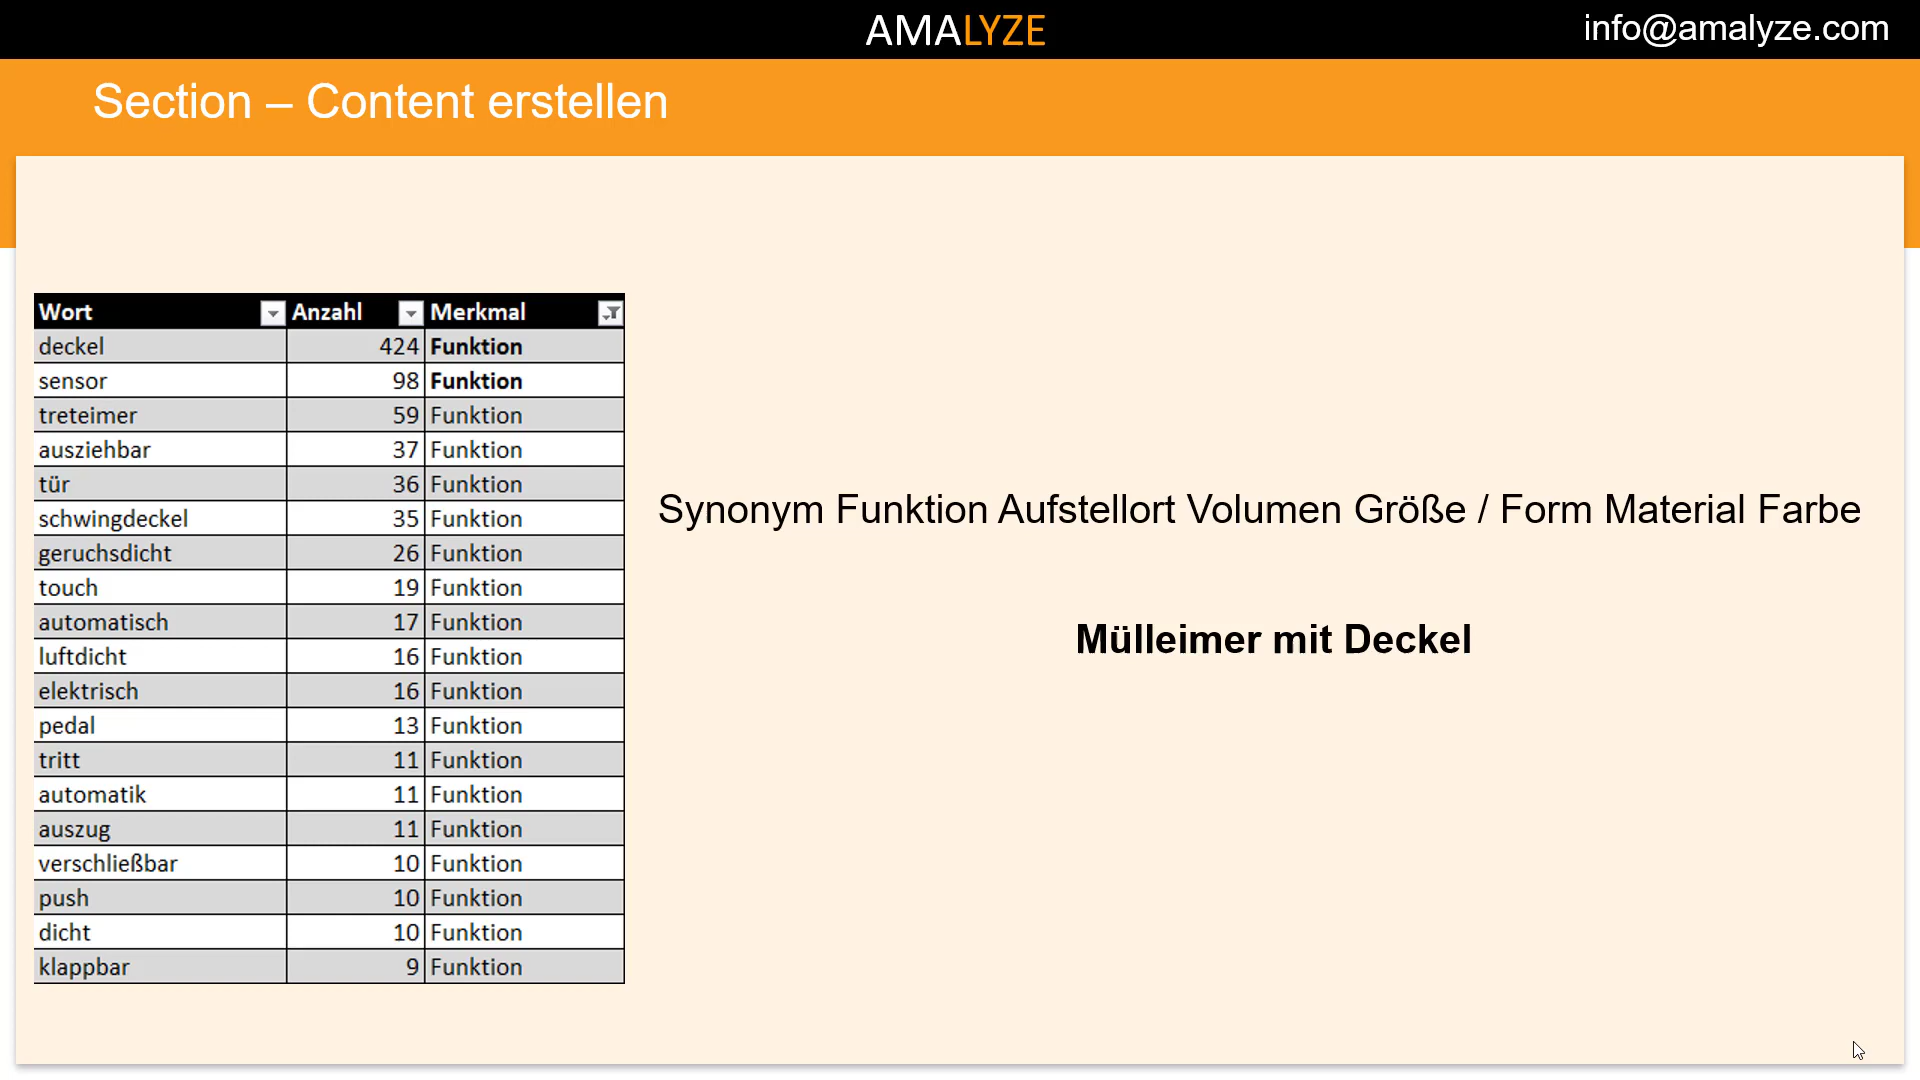 AMALYZE
info@amalyze.com
Section – Content erstellen
Wort Anzahl Merkmal
deckel 424 Funktion
sensor 98 Funktion
treteimer 59 Funktion
ausziehbar 37 Funktion
tür 36 Funktion
schwingdeckel 35 Funktion
geruchsdicht 26 Funktion
touch 19 Funktion
automatisch 17 Funktion
luftdicht 16 Funktion
elektrisch 16 Funktion
pedal 13 Funktion
tritt 11 Funktion
automatik 11 Funktion
auszug 11 Funktion
verschließbar 10 Funktion
push 10 Funktion
dicht 10 Funktion
klappbar 9 Funktion
Synonym Funktion Aufstellort Volumen Größe / Form Material Farbe
Mülleimer mit Deckel